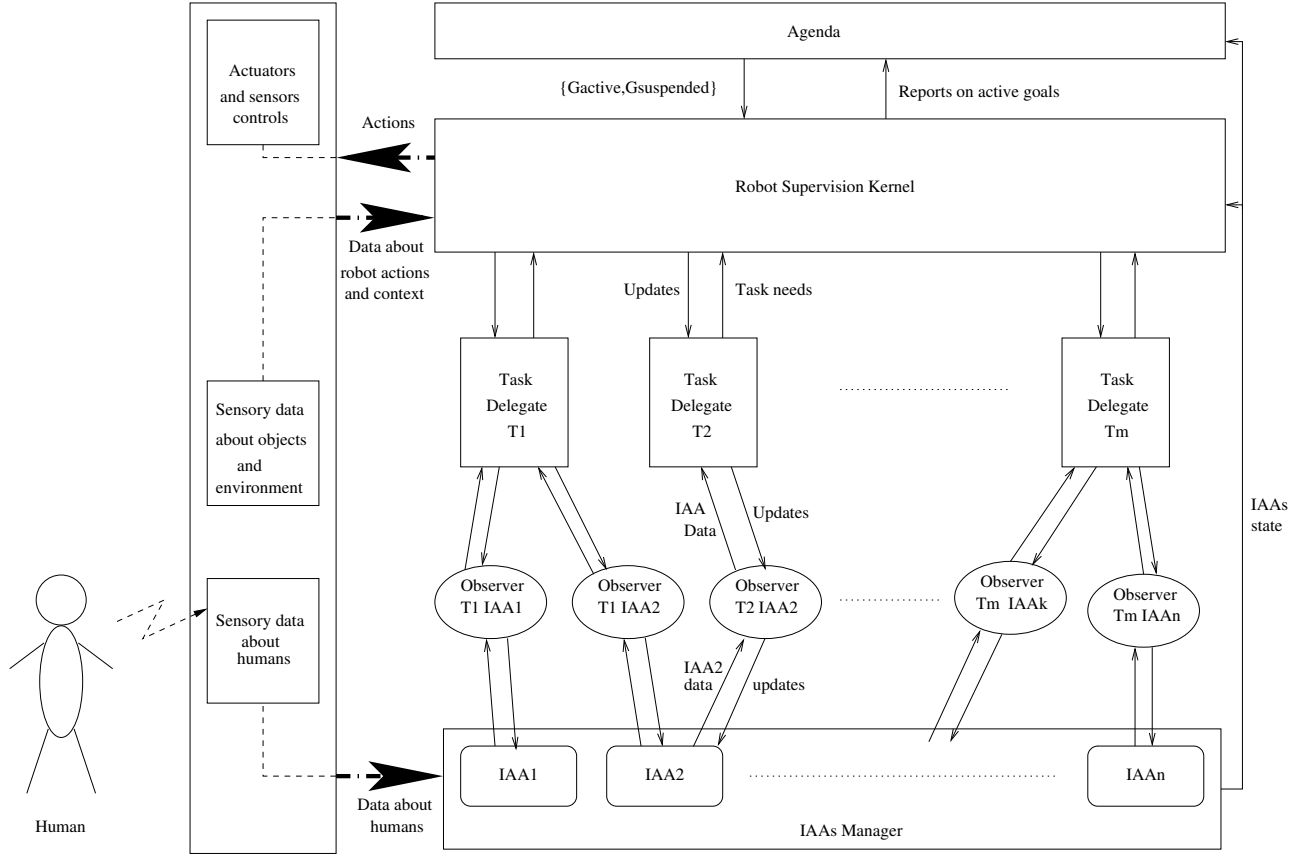 Agenda
Actuators
and sensors
controls
{Gactive,Gsuspended}
Reports on active goals
Actions
Robot Supervision Kernel
Data about
robot actions
and context
Updates
Task needs
Task
Delegate
T1
Task
Delegate
T2
Task
Delegate
Tm
Sensory data
about objects
and
environment
IAA
Data
Updates
IAAs
state
Observer
T1 IAA1
Observer
T1 IAA2
Observer
T2 IAA2
Observer
Tm IAAk
Observer
Tm IAAn
Sensory data
about
humans
IAA2
data
updates
IAA1
IAA2
IAAn
Data about
humans
Human
IAAs Manager